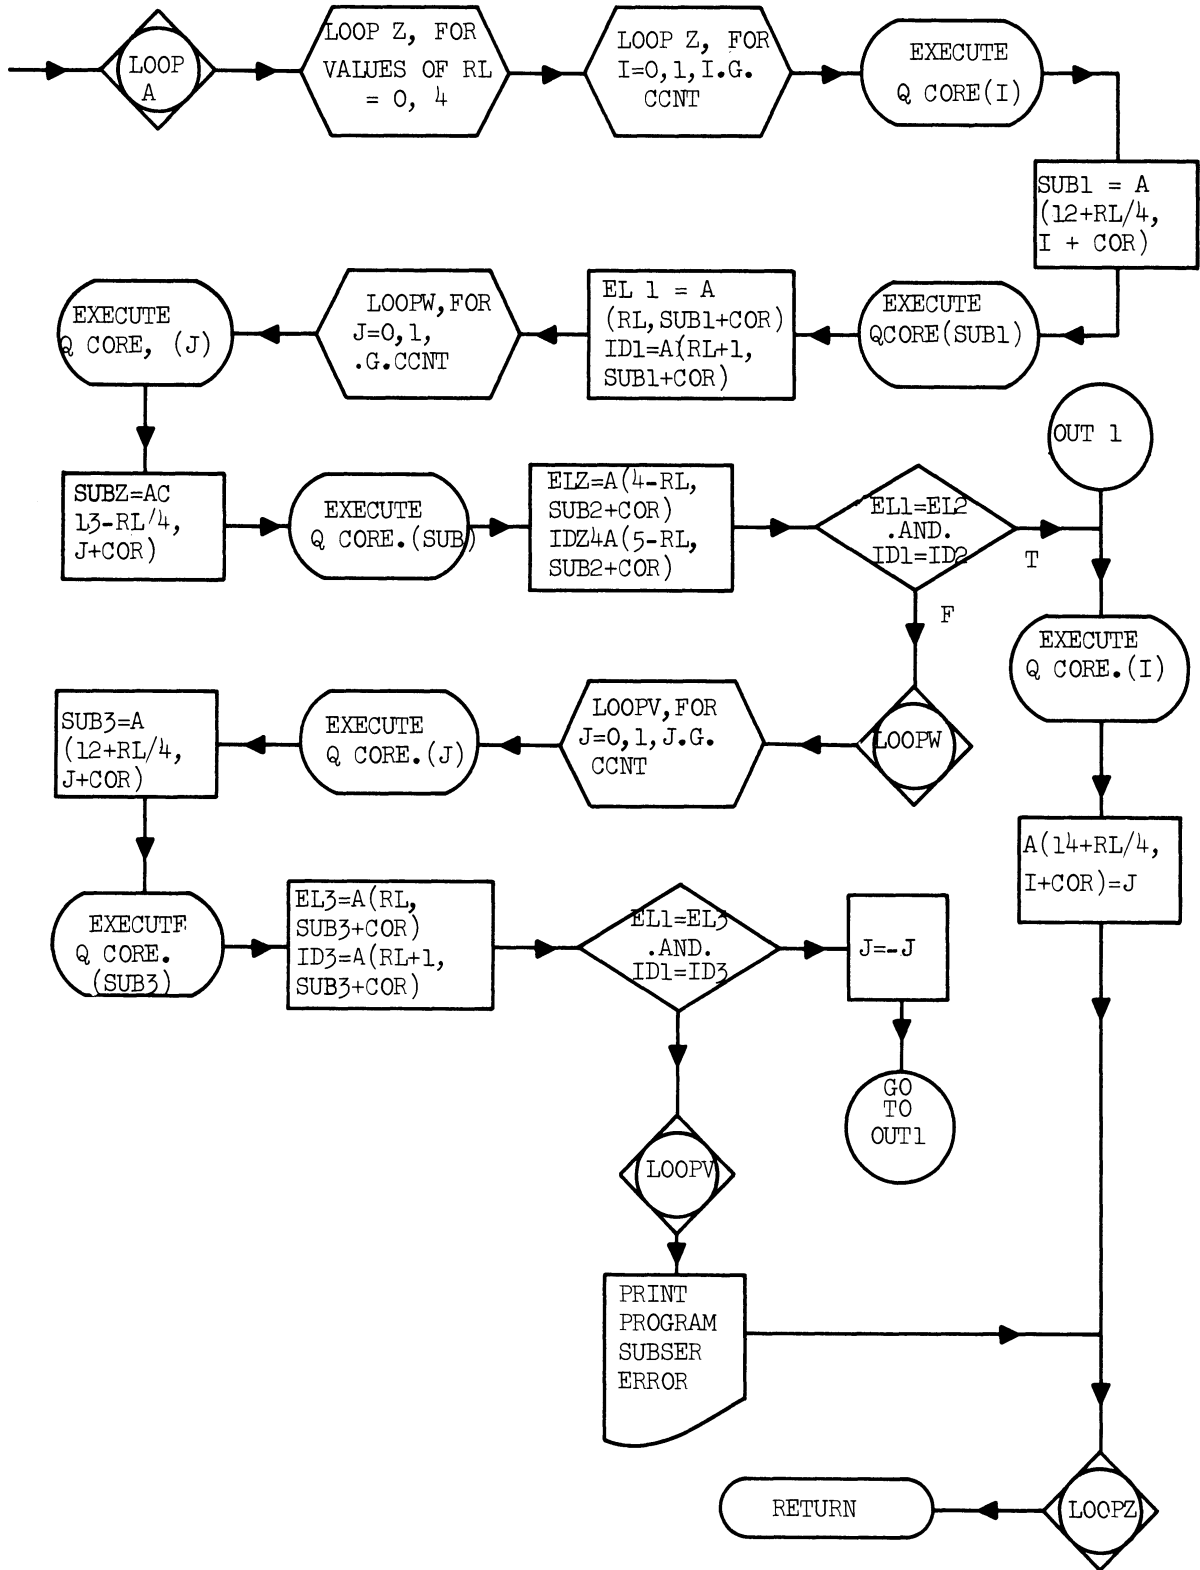 LOOP
A
LOOP Z, FOR
VALUES OF RL
= 0, 4
LOOP Z, FOR
I=0,1,I.G.
CCNT
EXECUTE
Q CORE(I)
SUB1 = A
(12+RL/4,
I + COR)
EXECUTE
QCORE(SUB1)
EL 1 = A
(RL,SUB1+COR)
ID1=A(RL+1,
SUB1+COR)
LOOPW,FOR
J=0,1,
.G.CCNT
EXECUTE
Q CORE, (J)
SUBZ=AC
13-RL/4,
J+COR)
EXECUTE
Q CORE.(SUB)
ELZ=A(4-RL,
SUB2+COR)
IDZ4A(5-RL,
SUB2+COR)
EL1=EL2
.AND.
ID1=ID2
T
F
OUT 1
EXECUTE
Q CORE.(I)
A(14+RL/4,
I+COR)=J
LOOPW
LOOPV,FOR
J=0,1,J.G.
CCNT
EXECUTE
Q CORE.(J)
SUB3=A
(12+RL/4,
J+COR)
EXECUTE
Q CORE.
(SUB3)
EL3=A(RL,
SUB3+COR)
ID3=A(RL+1,
SUB3+COR)
EL1=EL3
.AND.
ID1=ID3
J=-J
GO
TO
OUT1
LOOPV
PRINT
PROGRAM
SUBSER
ERROR
LOOPZ
RETURN